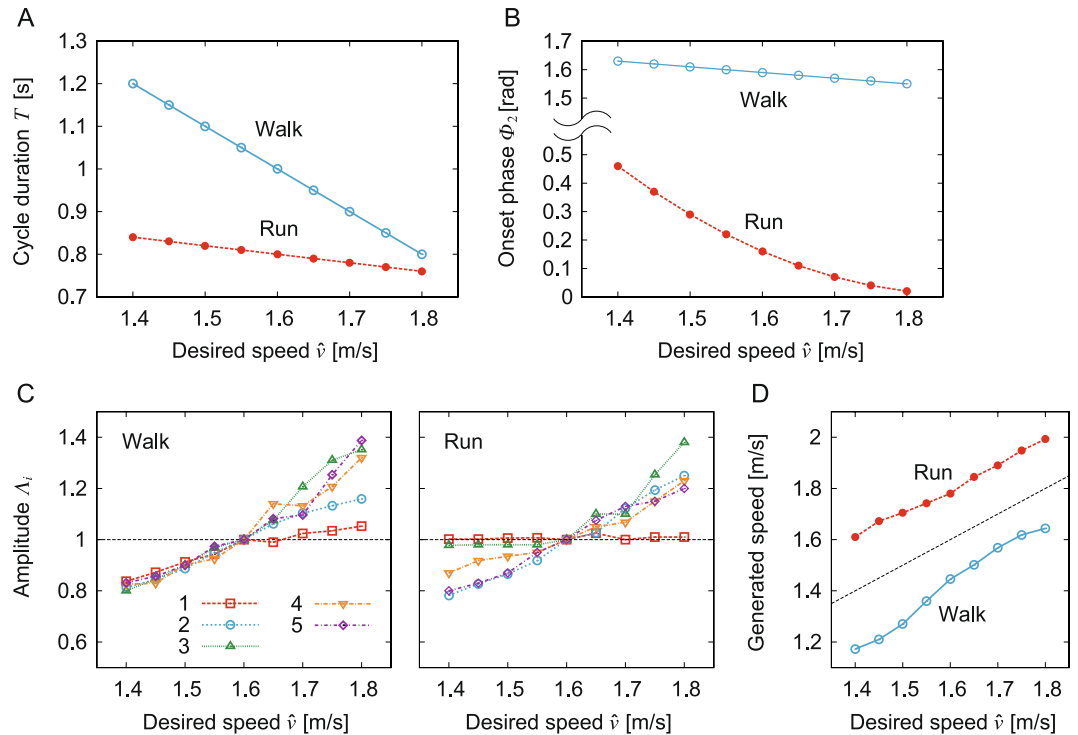 A
1.3
1.2
1.1
1
0.9
0.8
0.7
Cycle duration T [s]
Walk
Run
1.4 1.5 1.6 1.7 1.8
Desired speed v̂ [m/s]
B
1.7
1.6
1.5
0.5
0.4
0.3
0.2
0.1
0
Onset phase Φ₂ [rad]
Walk
Run
1.4 1.5 1.6 1.7 1.8
Desired speed v̂ [m/s]
C
1.4
1.2
1
0.8
0.6
Amplitude Λᵢ
Walk
1 4
2 5
3
1.4 1.5 1.6 1.7 1.8
Desired speed v̂ [m/s]
Run
1.4 1.5 1.6 1.7 1.8
Desired speed v̂ [m/s]
D
2
1.8
1.6
1.4
1.2
Generated speed [m/s]
Run
Walk
1.4 1.5 1.6 1.7 1.8
Desired speed v̂ [m/s]